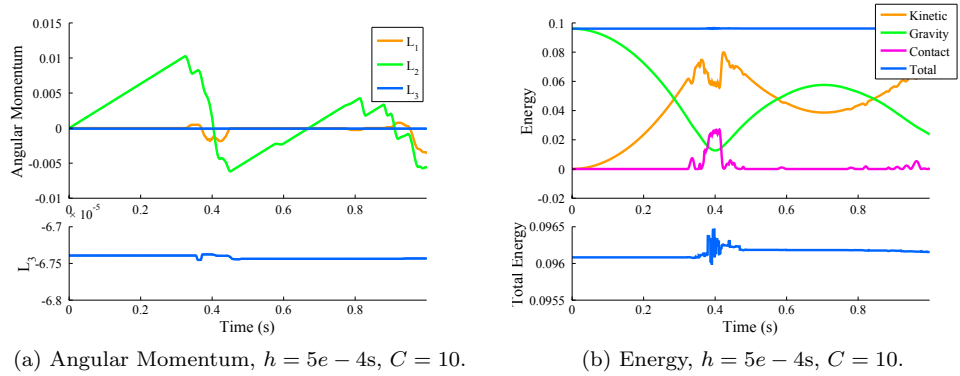 0.015
0.01
0.005
0
-0.005
-0.01
Angular Momentum
L1
L2
L3
0
0.2
0.4
0.6
0.8
× 10⁻⁵
-6.7
-6.75
-6.8
L3
0
0.2
0.4
0.6
0.8
Time (s)
(a) Angular Momentum, h = 5e − 4s, C = 10.
0.1
0.08
0.06
0.04
0.02
0
-0.02
Energy
Kinetic
Gravity
Contact
Total
0
0.2
0.4
0.6
0.8
0.0965
0.096
0.0955
Total Energy
0
0.2
0.4
0.6
0.8
Time (s)
(b) Energy, h = 5e − 4s, C = 10.